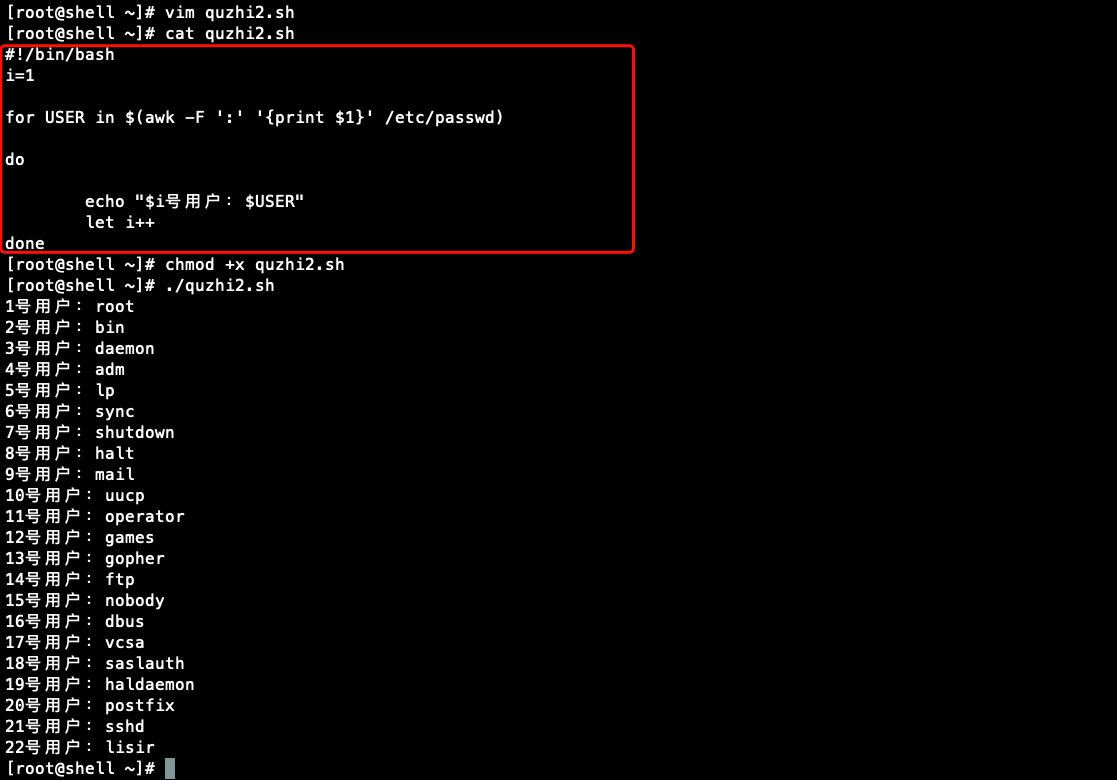 [root@shell ~]# vim quzhi2.sh
[root@shell ~]# cat quzhi2.sh
#!/bin/bash
i=1
for USER in $(awk -F ':' '{print $1}' /etc/passwd)
do
echo "$i号用户: $USER"
let i++
done
[root@shell ~]# chmod +x quzhi2.sh
[root@shell ~]# ./quzhi2.sh
1号用户: root
2号用户: bin
3号用户: daemon
4号用户: adm
5号用户: lp
6号用户: sync
7号用户: shutdown
8号用户: halt
9号用户: mail
10号用户: uucp
11号用户: operator
12号用户: games
13号用户: gopher
14号用户: ftp
15号用户: nobody
16号用户: dbus
17号用户: vcsa
18号用户: saslauth
19号用户: haldaemon
20号用户: postfix
21号用户: sshd
22号用户: lisir
[root@shell ~]#